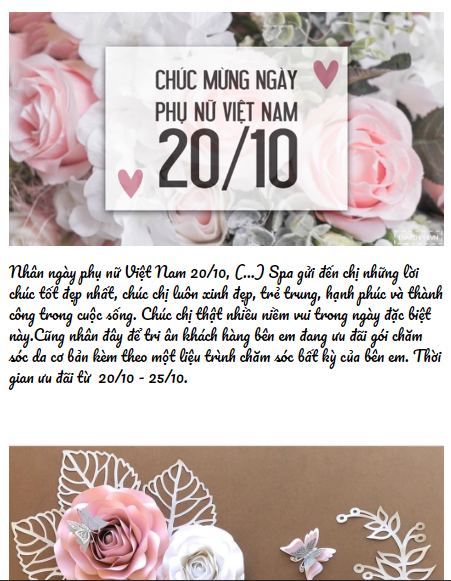 CHÚC MỪNG NGÀY
PHỤ NỮ VIỆT NAM
20/10
Nhân ngày phụ nữ Việt Nam 20/10, (...) Spa gửi đến chị những lời
chúc tốt đẹp nhất, chúc chị luôn xinh đẹp, trẻ trung, hạnh phúc và thành
công trong cuộc sống. Chúc chị thật nhiều niềm vui trong ngày đặc biệt
này.Cũng nhân đây để tri ân khách hàng bên em đang ưu đãi gói chăm
sóc da cơ bản kèm theo một liệu trình chăm sóc bất kỳ của bên em. Thời
gian ưu đãi từ 20/10 - 25/10.